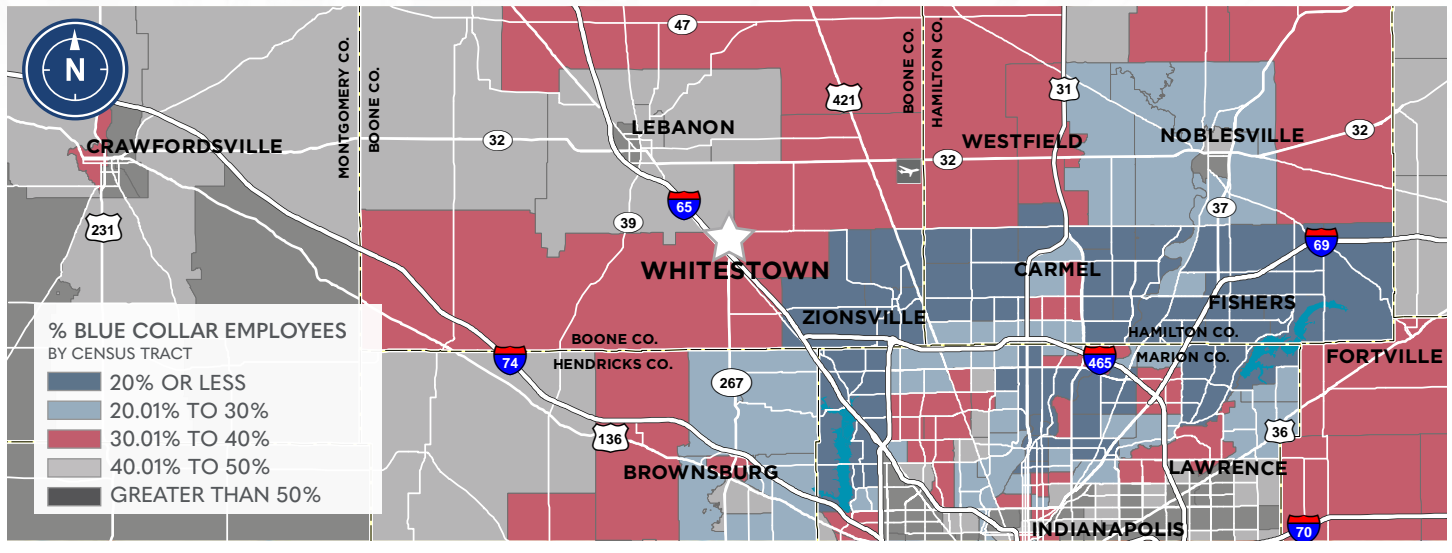 N
47
MONTGOMERY CO.
BOONE CO.
BOONE CO.
HAMILTON CO.
421
31
CRAWFORDSVILLE
32
LEBANON
WESTFIELD
NOBLESVILLE
32
32
231
65
39
37
69
WHITESTOWN
CARMEL
FISHERS
ZIONSVILLE
% BLUE COLLAR EMPLOYEES
BY CENSUS TRACT
20% OR LESS
20.01% TO 30%
30.01% TO 40%
40.01% TO 50%
GREATER THAN 50%
BOONE CO.
HENDRICKS CO.
HAMILTON CO.
MARION CO.
FORTVILLE
74
267
465
136
36
BROWNSBURG
LAWRENCE
INDIANAPOLIS
70